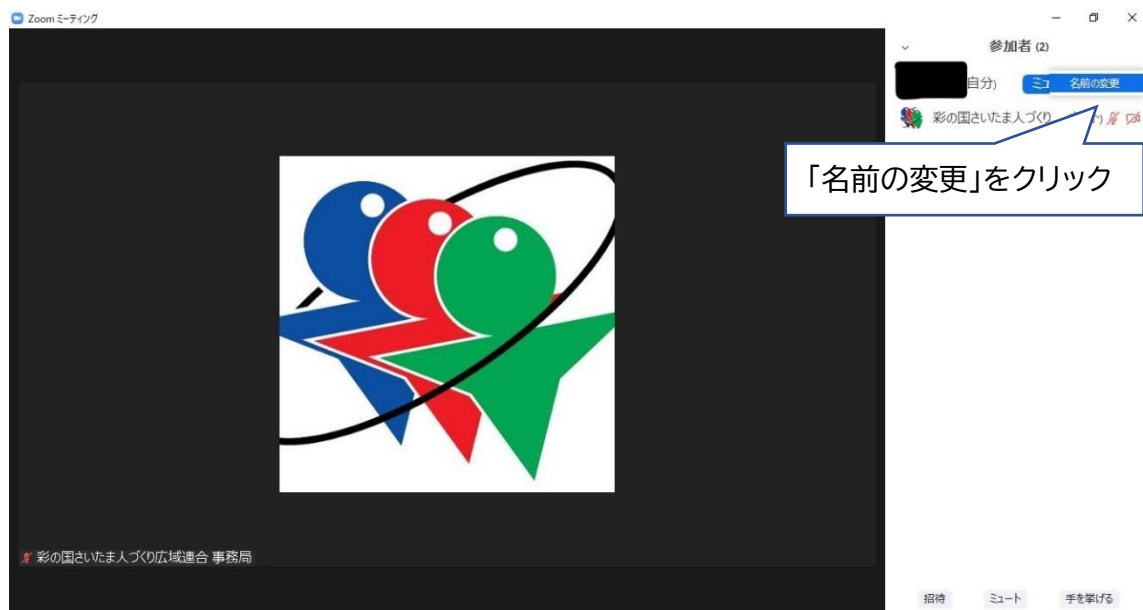 Zoom ミーティング
参加者 (2)
自分)
ミュ
名前の変更
彩の国さいたま人づくり
「名前の変更」をクリック
彩の国さいたま人づくり広域連合 事務局
招待
ミュート
手を挙げる